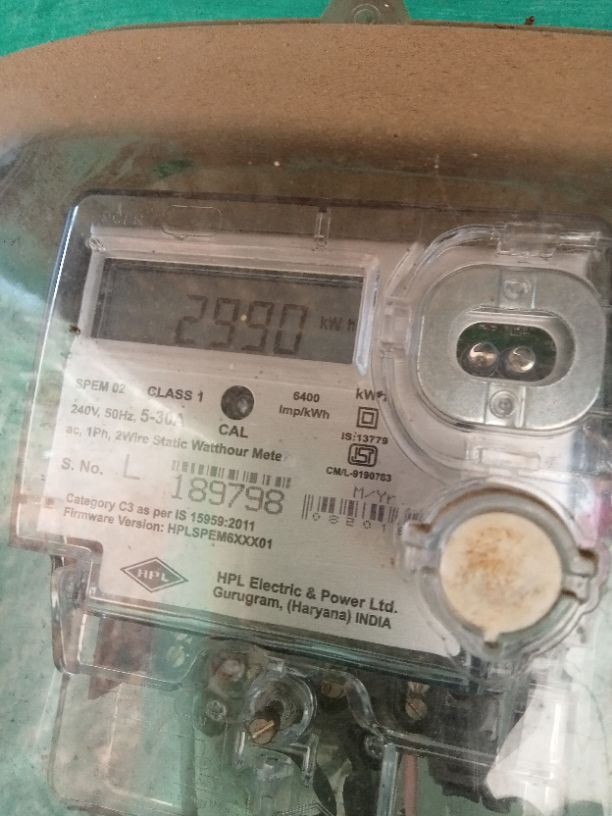 2990 kWh
SPEM 02 CLASS 1 6400 imp/kWh kWh
240V, 50Hz, 5-30A CAL
IS:13779
ac, 1Ph, 2Wire Static Watthour Meter
CM/L-9190763
S. No. L 189798 M/Yr.
Category C3 as per IS 15959:2011
Firmware Version: HPLSPEM6XXX01
HPL
HPL Electric & Power Ltd.
Gurugram, (Haryana) INDIA